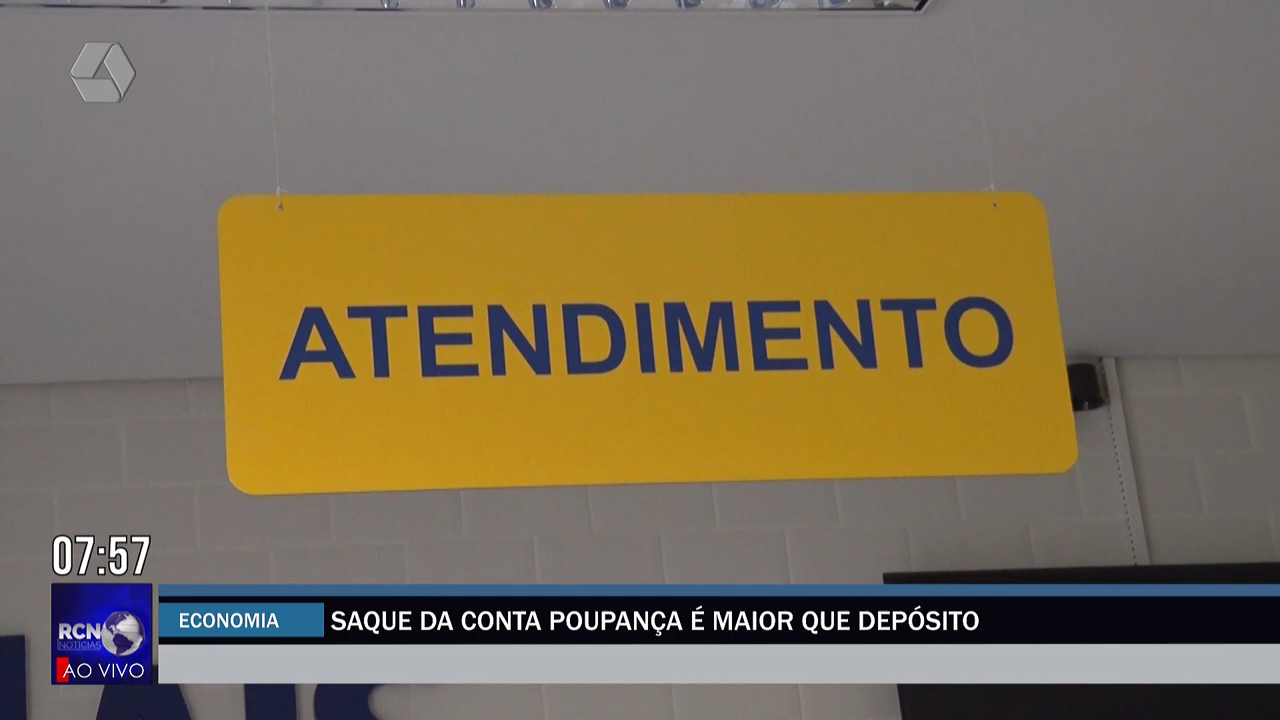 ATENDIMENTO
07:57
ECONOMIA
SAQUE DA CONTA POUPANÇA É MAIOR QUE DEPÓSITO
RCN
NOTÍCIAS
AO VIVO